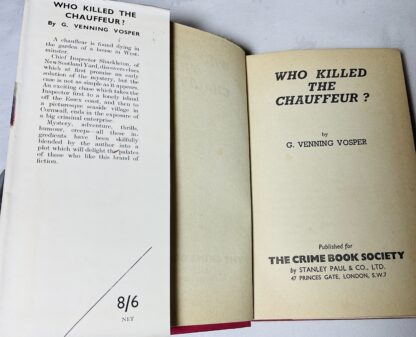 WHO KILLED THE
CHAUFFEUR?
By G. VENNING VOSPER
A chauffeur is found dying in
the garden of a house in West-
minster.
Chief Inspector Shackleton, of
New Scotland Yard, discovers clues
which at first promise an early
solution of the mystery, but the
case is not as simple as it appears.
An exciting chase which takes the
Inspector first to a lonely island
off the Essex coast, and then to
a picturesque seaside village in
Cornwall, ends in the exposure of
a big criminal enterprise.
Mystery, adventure, thrills,
humour, creeps—all these in-
gredients have been skilfully
blended by the author into a
plot which will delight the palates
of those who like this brand of
fiction.
8/6
NET
WHO KILLED
THE
CHAUFFEUR ?
by
G. VENNING VOSPER
Published for
THE CRIME BOOK SOCIETY
by STANLEY PAUL & CO., LTD.
47 PRINCES GATE, LONDON, S.W.7